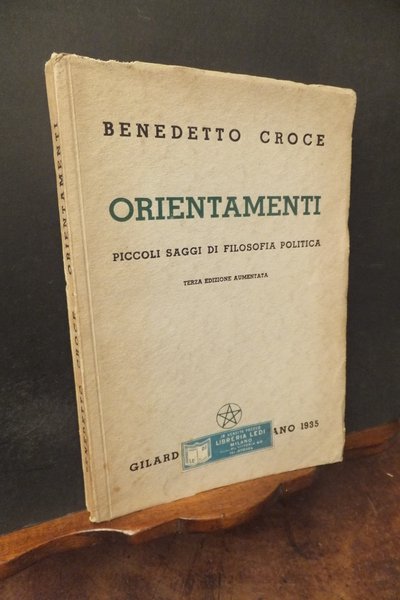 BENEDETTO CROCE
ORIENTAMENTI
PICCOLI SAGGI DI FILOSOFIA POLITICA
TERZA EDIZIONE AUMENTATA
GILARD ANO 1935
LIBRERIA LEDI
MILANO
CROCE ORIENTAMENTI